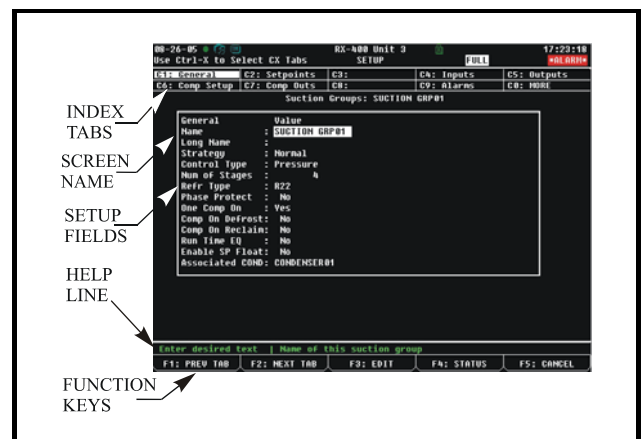 08-26-05 RX-400 Unit 3 17:23:18
Use Ctrl-X to Select CX Tabs SETUP FULL *ALARM*
C1: General C2: Setpoints C3: C4: Inputs C5: Outputs
C6: Comp Setup C7: Comp Outs C8: C9: Alarms C0: MORE
Suction Groups: SUCTION GRP01
INDEX
TABS
SCREEN
NAME
SETUP
FIELDS
HELP
LINE
FUNCTION
KEYS
General Value
Name : SUCTION GRP01
Long Name :
Strategy : Normal
Control Type : Pressure
Num of Stages : 4
Refr Type : R22
Phase Protect : No
One Comp On : Yes
Comp On Defrost: No
Comp On Reclaim: No
Run Time EQ : No
Enable SP Float: No
Associated COND: CONDENSER01
Enter desired text | Name of this suction group
F1: PREV TAB F2: NEXT TAB F3: EDIT F4: STATUS F5: CANCEL